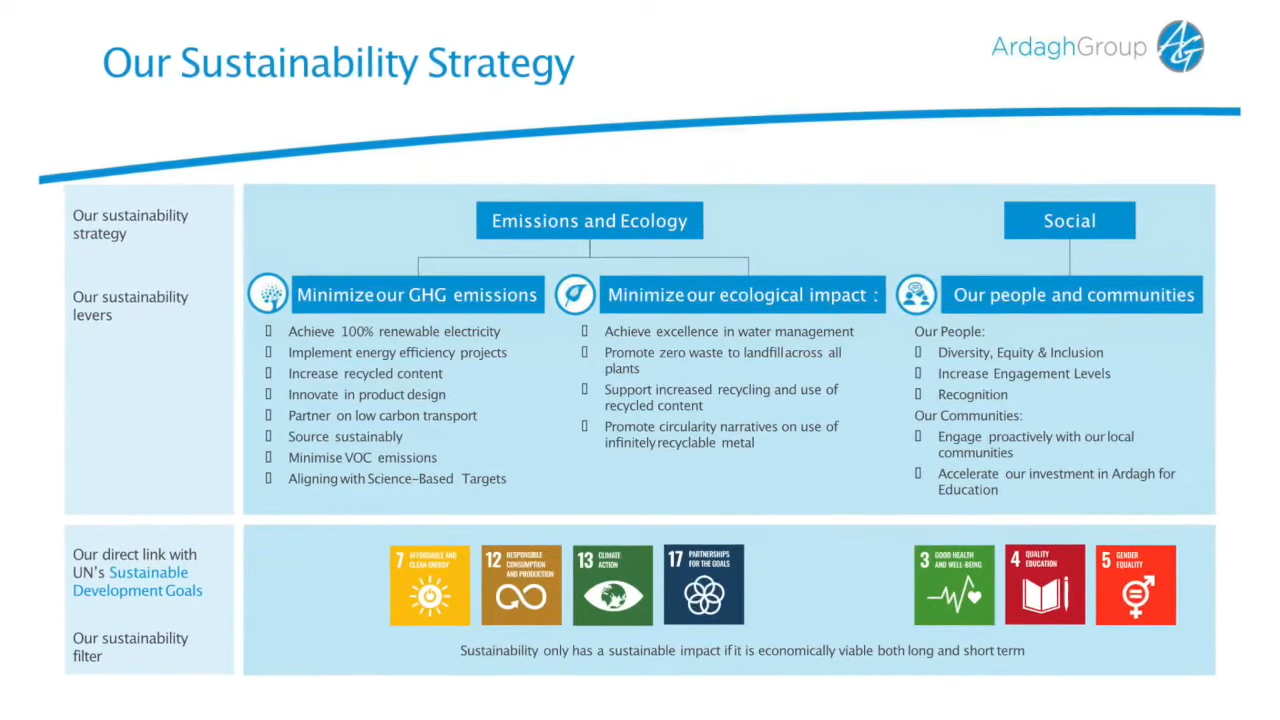 Our Sustainability Strategy
ArdaghGroup
AG
Our sustainability
strategy
Emissions and Ecology
Social
Our sustainability
levers
Minimize our GHG emissions
Achieve 100% renewable electricity
Implement energy efficiency projects
Increase recycled content
Innovate in product design
Partner on low carbon transport
Source sustainably
Minimise VOC emissions
Aligning with Science-Based Targets
Minimize our ecological impact :
Achieve excellence in water management
Promote zero waste to landfill across all
plants
Support increased recycling and use of
recycled content
Promote circularity narratives on use of
infinitely recyclable metal
Our people and communities
Our People:
Diversity, Equity & Inclusion
Increase Engagement Levels
Recognition
Our Communities:
Engage proactively with our local
communities
Accelerate our investment in Ardagh for
Education
Our direct link with
UN's Sustainable
Development Goals
7 AFFORDABLE AND
CLEAN ENERGY
12 RESPONSIBLE
CONSUMPTION
AND PRODUCTION
13 CLIMATE
ACTION
17 PARTNERSHIPS
FOR THE GOALS
3 GOOD HEALTH
AND WELL-BEING
4 QUALITY
EDUCATION
5 GENDER
EQUALITY
Our sustainability
filter
Sustainability only has a sustainable impact if it is economically viable both long and short term